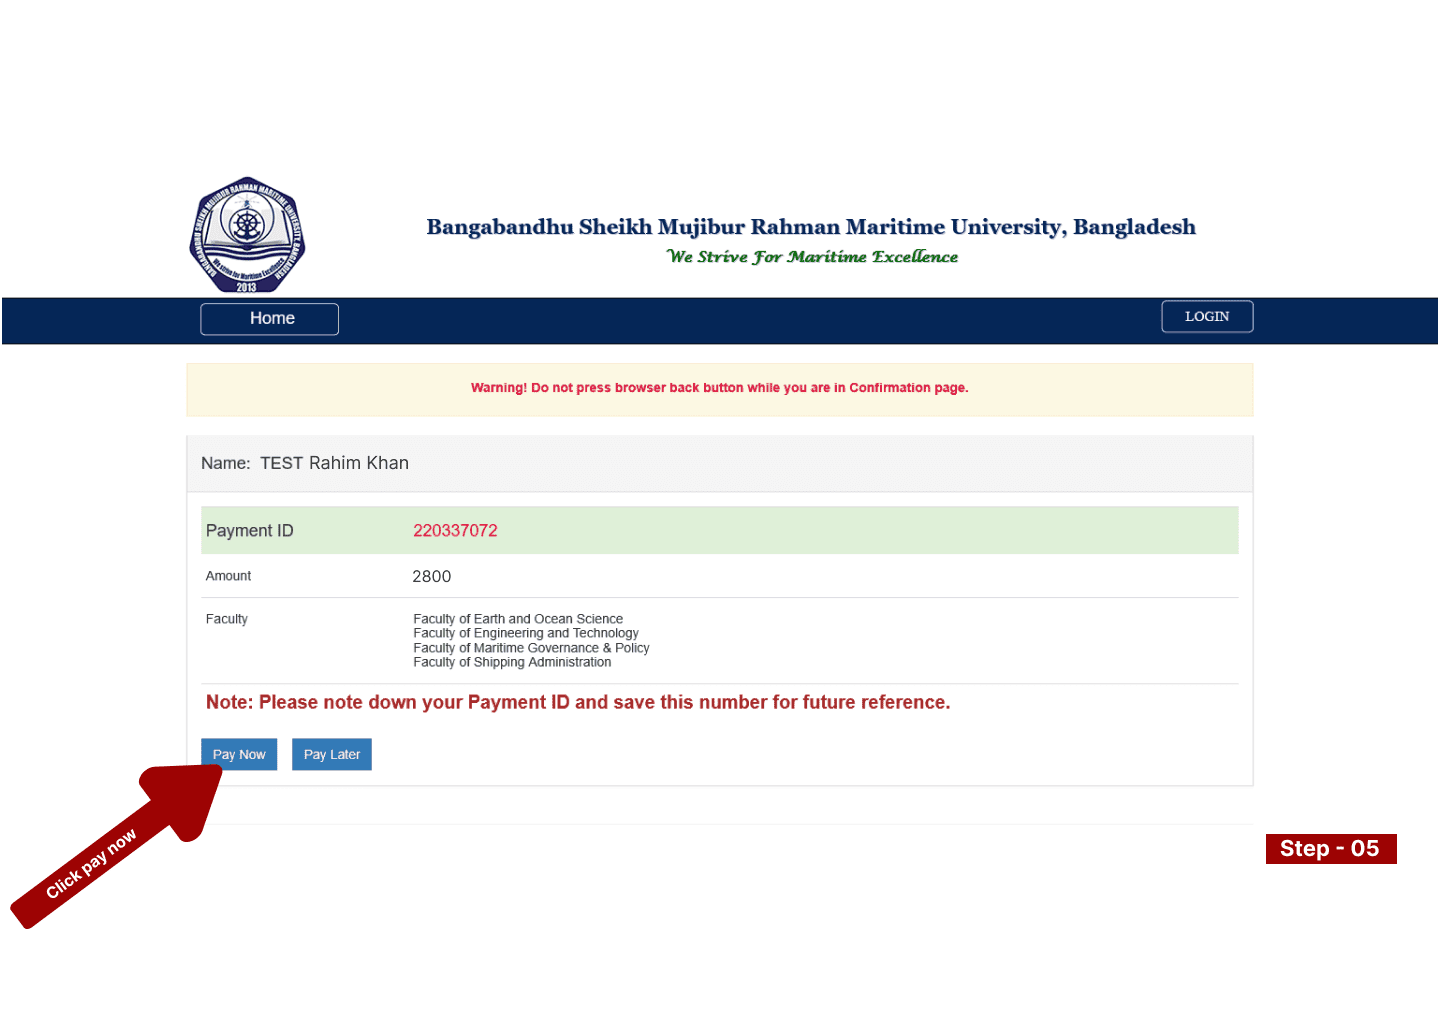 BANGABANDHU SHEIKH MUJIBUR RAHMAN MARITIME UNIVERSITY, BANGLADESH
We strive for Maritime Excellence
2013
Bangabandhu Sheikh Mujibur Rahman Maritime University, Bangladesh
We Strive For Maritime Excellence
Home
LOGIN
Warning! Do not press browser back button while you are in Confirmation page.
Name: TEST Rahim Khan
Payment ID 220337072
Amount 2800
Faculty Faculty of Earth and Ocean Science
Faculty of Engineering and Technology
Faculty of Maritime Governance & Policy
Faculty of Shipping Administration
Note: Please note down your Payment ID and save this number for future reference.
Pay Now Pay Later
Click pay now
Step - 05